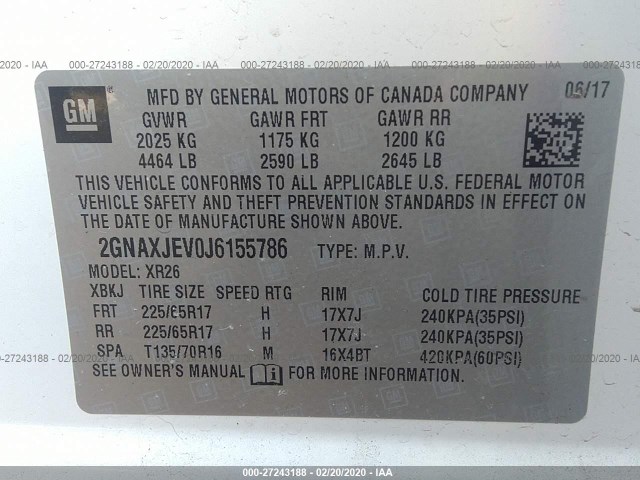 000-27243188 - 02/20/2020 - IAA
GM
MFD BY GENERAL MOTORS OF CANADA COMPANY 06/17
GVWR GAWR FRT GAWR RR
2025 KG 1175 KG 1200 KG
4464 LB 2590 LB 2645 LB
THIS VEHICLE CONFORMS TO ALL APPLICABLE U.S. FEDERAL MOTOR
VEHICLE SAFETY AND THEFT PREVENTION STANDARDS IN EFFECT ON
THE DATE OF MANUFACTURE SHOWN ABOVE.
2GNAXJEV0J6155786 TYPE: M.P.V.
MODEL: XR26
XBKJ TIRE SIZE SPEED RTG RIM COLD TIRE PRESSURE
FRT 225/65R17 H 17X7J 240KPA(35PSI)
RR 225/65R17 H 17X7J 240KPA(35PSI)
SPA T135/70R16 M 16X4BT 420KPA(60PSI)
SEE OWNER'S MANUAL FOR MORE INFORMATION.
000-27243188 - 02/20/2020 - IAA